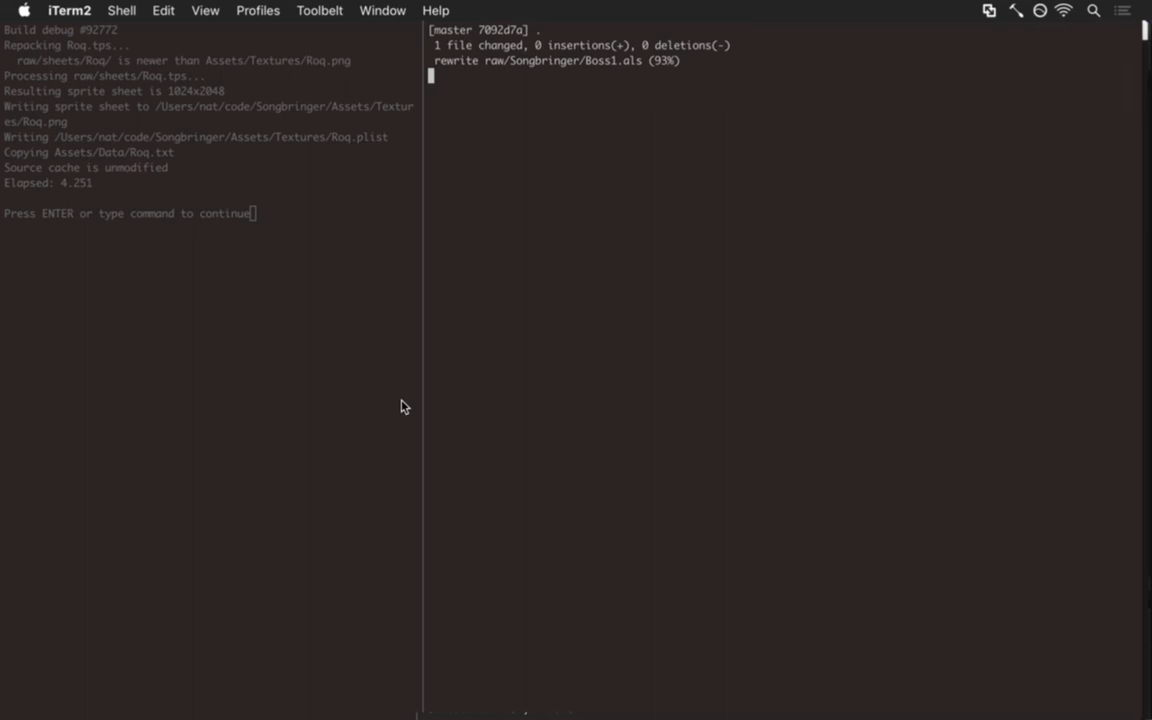 iTerm2 Shell Edit View Profiles Toolbelt Window Help
Build debug #92772
Repacking Roq.tps...
raw/sheets/Roq/ is newer than Assets/Textures/Roq.png
Processing raw/sheets/Roq.tps...
Resulting sprite sheet is 1024x2048
Writing sprite sheet to /Users/nat/code/Songbringer/Assets/Textur
es/Roq.png
Writing /Users/nat/code/Songbringer/Assets/Textures/Roq.plist
Copying Assets/Data/Roq.txt
Source cache is unmodified
Elapsed: 4.251
Press ENTER or type command to continue
[master 7092d7a] .
1 file changed, 0 insertions(+), 0 deletions(-)
rewrite raw/Songbringer/Boss1.als (93%)